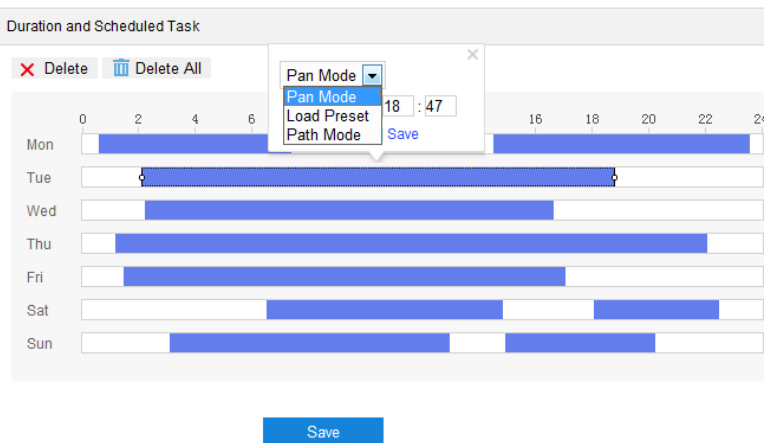 Duration and Scheduled Task
Delete
Delete All
×
Pan Mode
Pan Mode
Load Preset
Path Mode
18 : 47
Save
0 2 4 6 16 18 20 22 24
Mon
Tue
Wed
Thu
Fri
Sat
Sun
Save